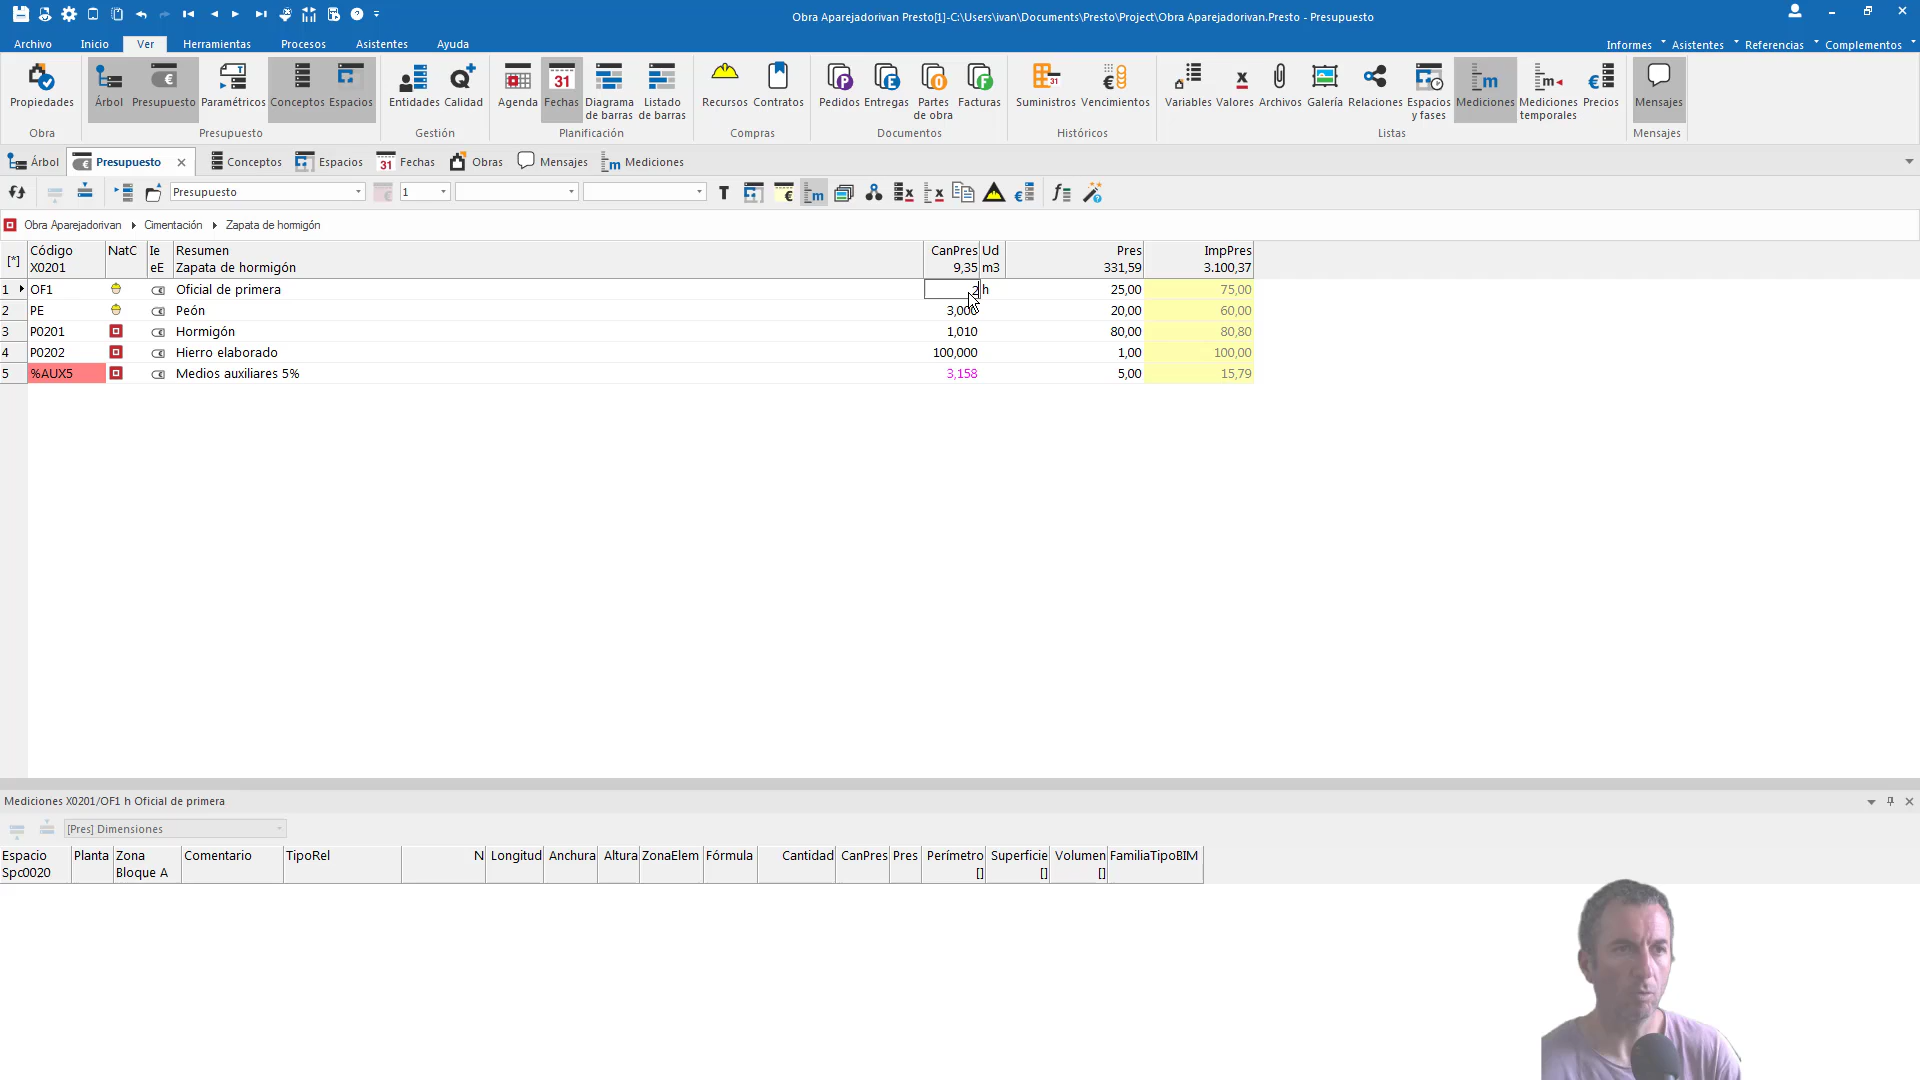 Obra Aparejadorivan Presto[1]-C:\Users\ivan\Documents\Presto\Project\Obra Aparejadorivan.Presto - Presupuesto
Archivo Inicio Ver Herramientas Procesos Asistentes Ayuda Informes Asistentes Referencias Complementos
Propiedades Árbol Presupuesto Paramétricos Conceptos Espacios Entidades Calidad Agenda Fechas Diagrama de barras Listado de barras Recursos Contratos Pedidos Entregas Partes de obra Facturas Suministros Vencimientos Variables Valores Archivos Galería Relaciones Espacios y fases Mediciones Mediciones temporales Precios Mensajes
Obra Presupuesto Gestión Planificación Compras Documentos Históricos Listas Mensajes
Árbol Presupuesto Conceptos Espacios Fechas Obras Mensajes Mediciones
Presupuesto 1
Obra Aparejadorivan Cimentación Zapata de hormigón
Código NatC Ie Resumen CanPres Ud Pres ImpPres
[*] X0201 eE Zapata de hormigón 9,35 m3 331,59 3.100,37
1 OF1 Oficial de primera 2 h 25,00 75,00
2 PE Peón 3,000 20,00 60,00
3 P0201 Hormigón 1,010 80,00 80,80
4 P0202 Hierro elaborado 100,000 1,00 100,00
5 %AUX5 Medios auxiliares 5% 3,158 5,00 15,79
Mediciones X0201/OF1 h Oficial de primera
[Pres] Dimensiones
Espacio Planta Zona Comentario TipoRel N Longitud Anchura Altura ZonaElem Fórmula Cantidad CanPres Pres Perímetro Superficie Volumen FamiliaTipoBIM
Spc0020 Bloque A [] [] []